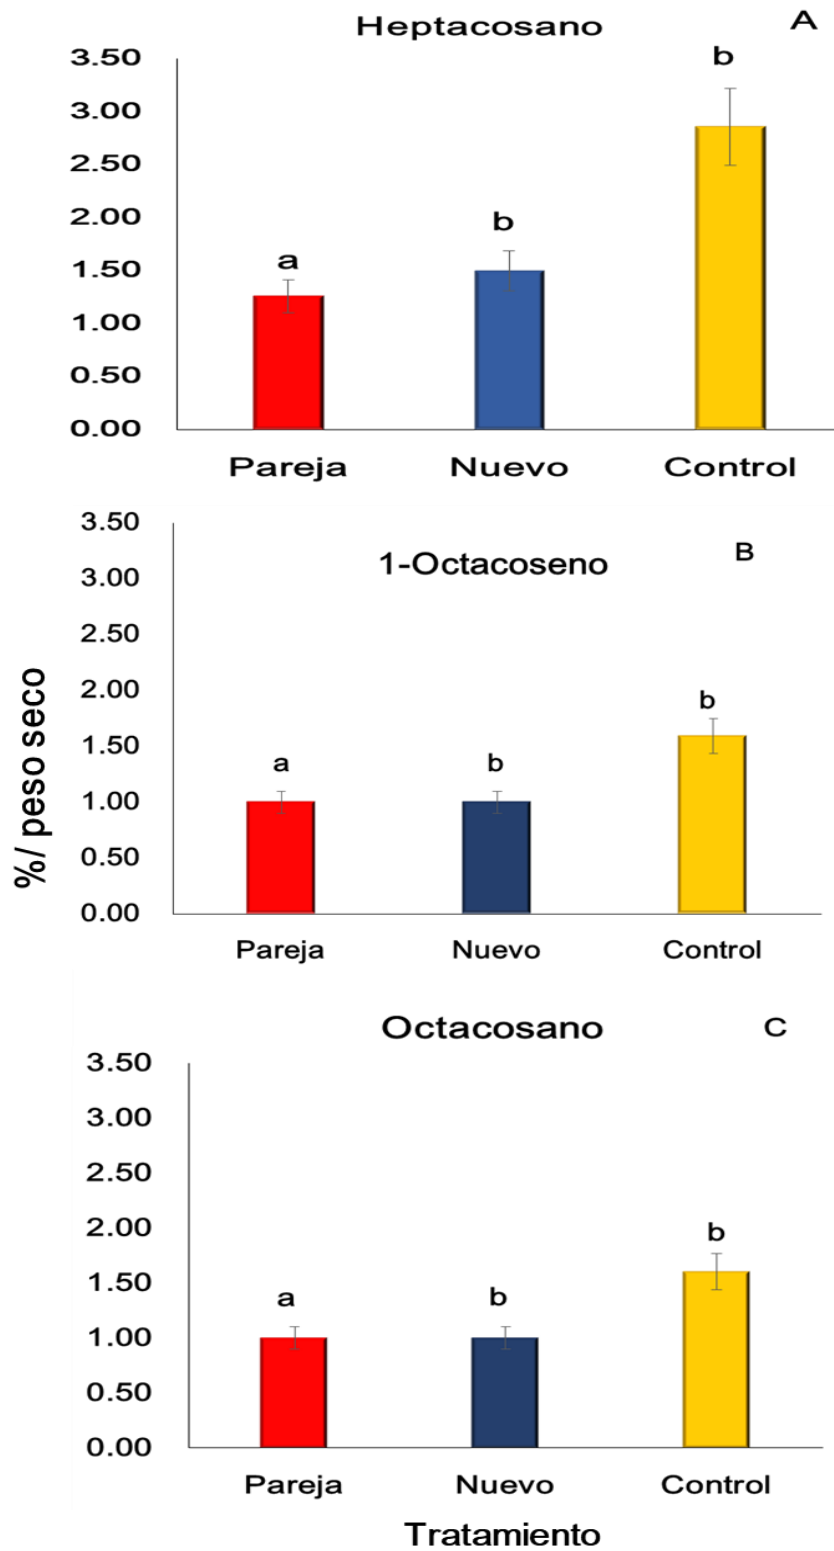 Heptacosano A
3.50
3.00
2.50
2.00
1.50
1.00
0.50
0.00
a b b
Pareja Nuevo Control
1-Octacoseno B
3.50
3.00
2.50
2.00
1.50
1.00
0.50
0.00
a b b
Pareja Nuevo Control
%/ peso seco
Octacosano C
3.50
3.00
2.50
2.00
1.50
1.00
0.50
0.00
a b b
Pareja Nuevo Control
Tratamiento